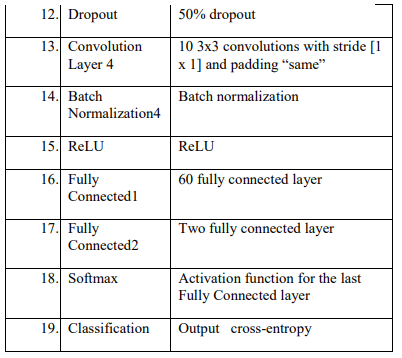 12. Dropout 50% dropout
13. Convolution 10 3x3 convolutions with stride [1
Layer 4 x 1] and padding “same”
14. Batch Batch normalization
Normalization4
15. ReLU ReLU
16. Fully 60 fully connected layer
Connected1
17. Fully Two fully connected layer
Connected2
18. Softmax Activation function for the last
Fully Connected layer
19. Classification Output cross-entropy